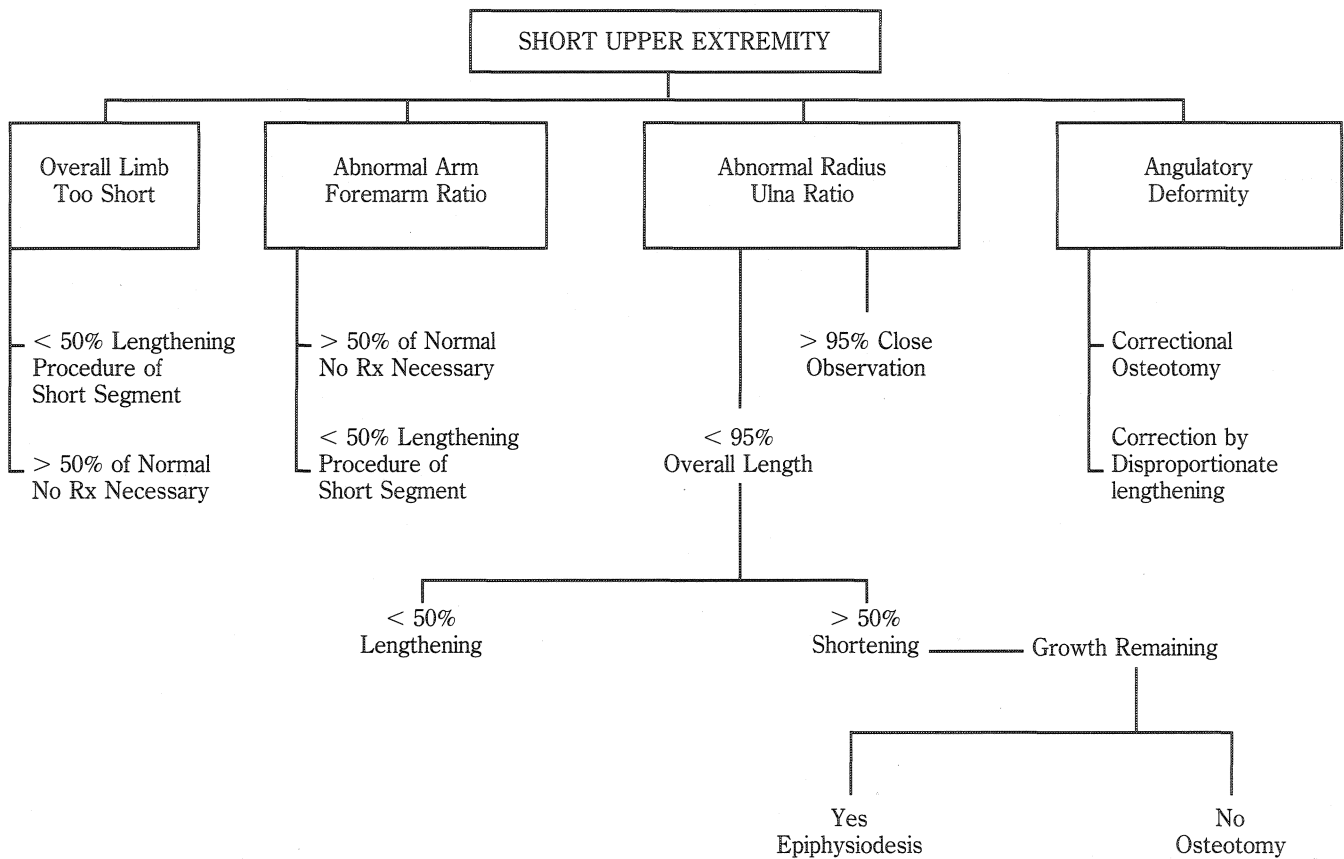 SHORT UPPER EXTREMITY
Overall Limb
Too Short
Abnormal Arm
Foremarm Ratio
Abnormal Radius
Ulna Ratio
Angulatory
Deformity
< 50% Lengthening
Procedure of
Short Segment
> 50% of Normal
No Rx Necessary
> 50% of Normal
No Rx Necessary
< 50% Lengthening
Procedure of
Short Segment
> 95% Close
Observation
< 95%
Overall Length
Correctional
Osteotomy
Correction by
Disproportionate
lengthening
< 50%
Lengthening
> 50%
Shortening
Growth Remaining
Yes
Epiphysiodesis
No
Osteotomy